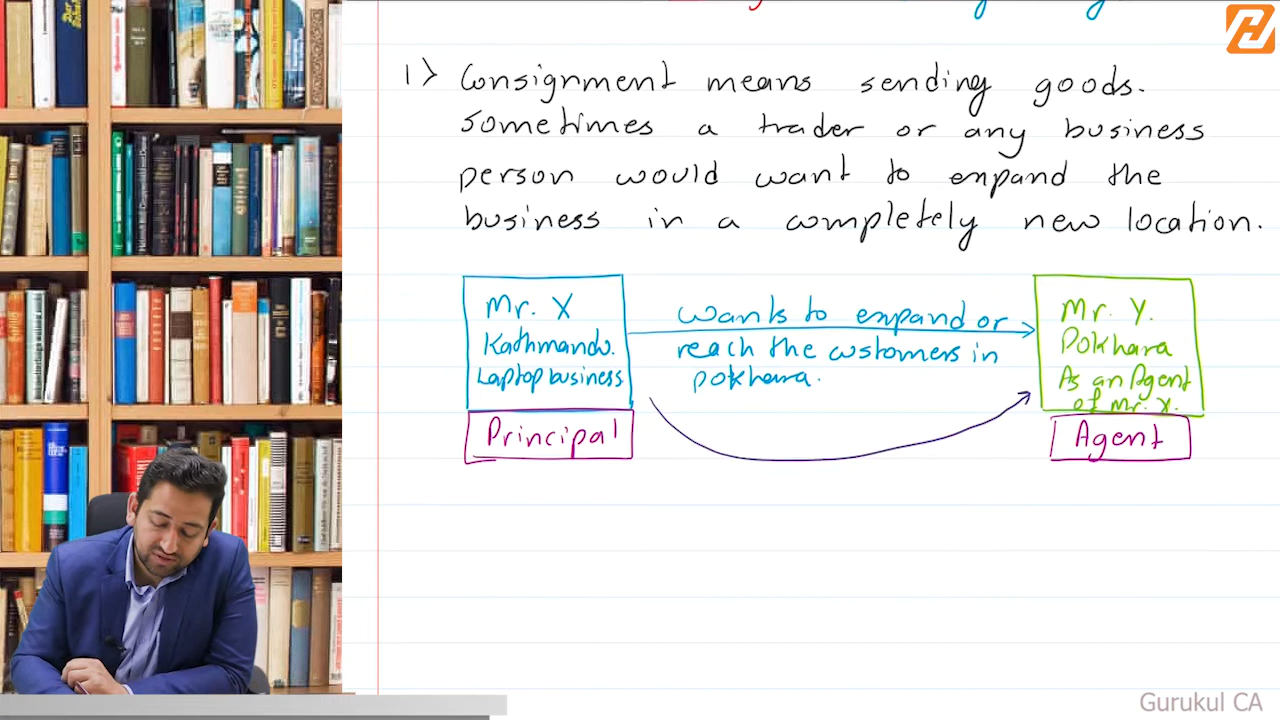 1) Consignment means sending goods.
sometimes a trader or any business
person would want to expand the
business in a completely new location.
Mr. X
Kathmandu.
Laptop business
Principal
wants to expand or
reach the customers in
pokhara.
Mr. Y.
Pokhara
As an Agent
of Mr. X.
Agent
Gurukul CA